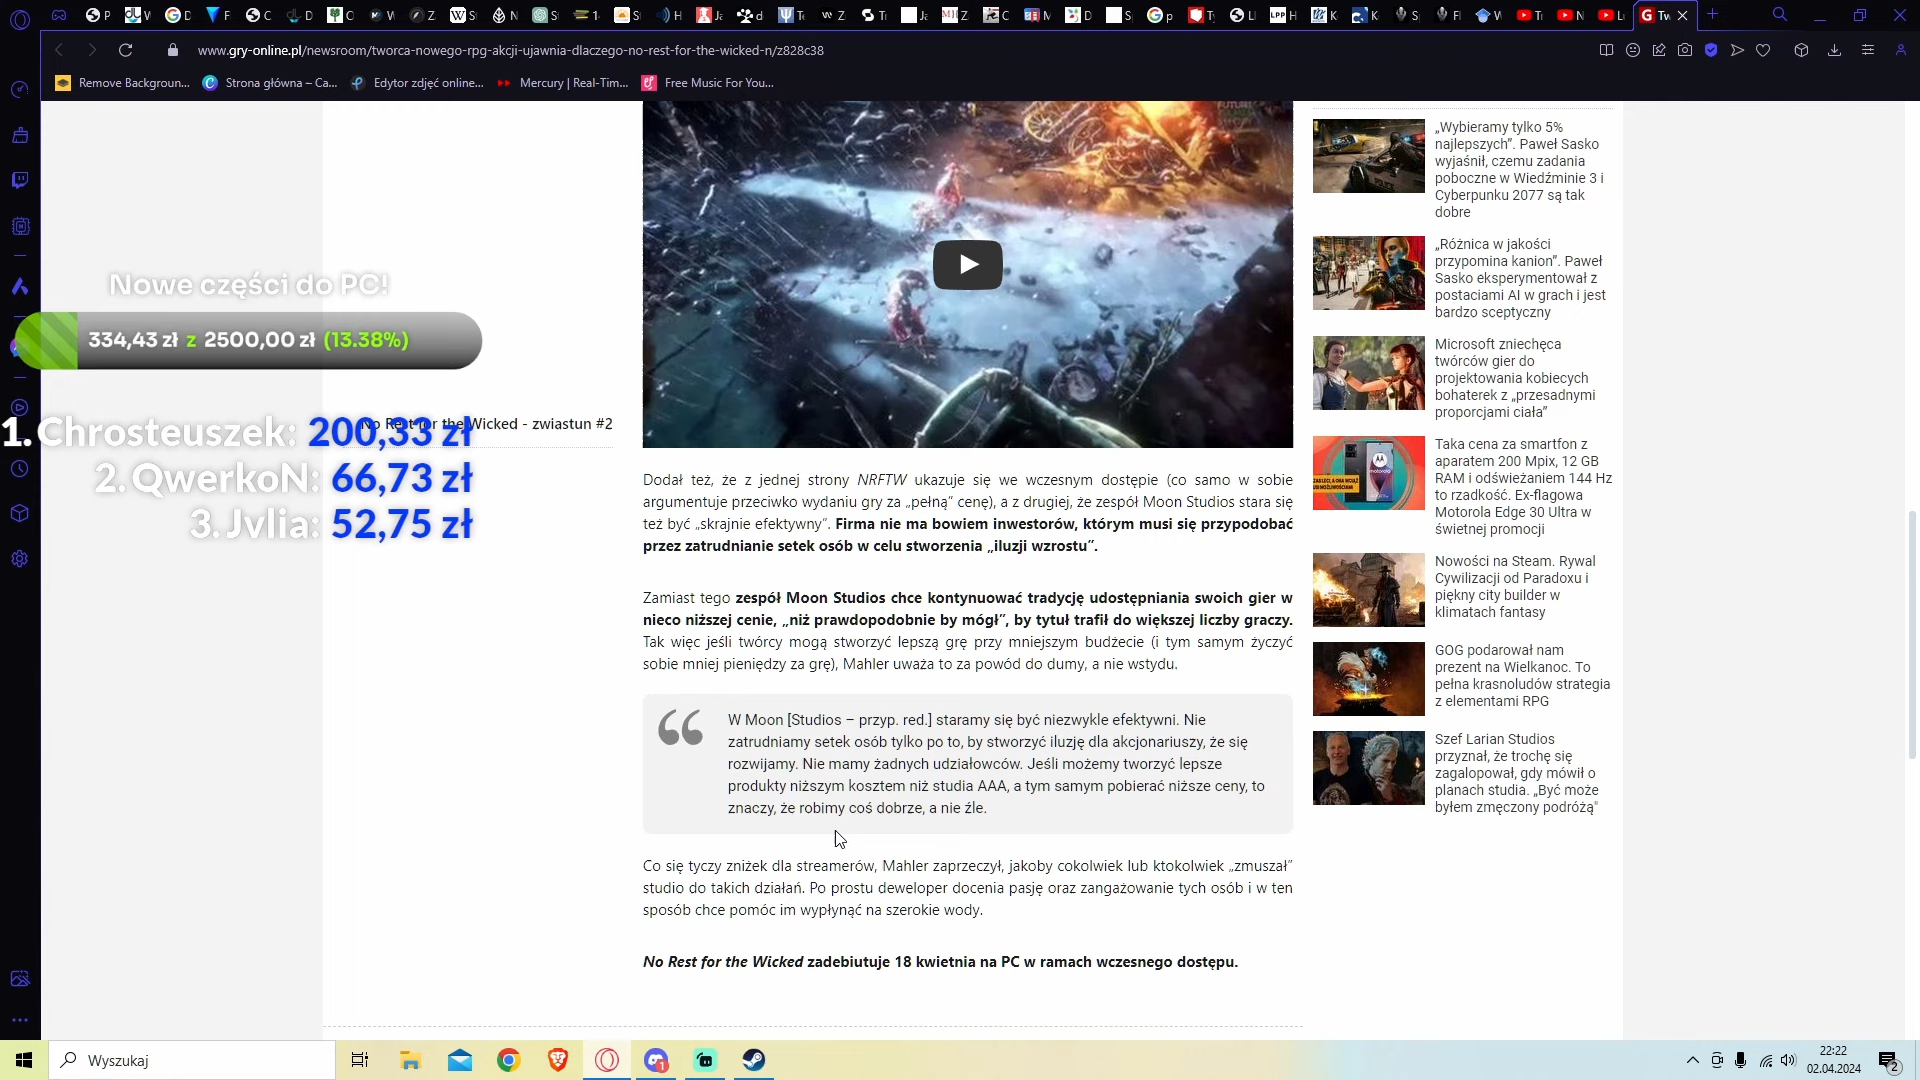 www.gry-online.pl/newsroom/tworca-nowego-rpg-akcji-ujawnia-dlaczego-no-rest-for-the-wicked-n/z828c38
Remove Backgroun...
Strona główna – Ca...
Edytor zdjęć online...
Mercury | Real-Tim...
Free Music For You...
Nowe części do PC!
334,43 zł z 2500,00 zł (13.38%)
No Rest for the Wicked - zwiastun #2
1. Chrosteuszek: 200,33 zł
2. QwerkoN: 66,73 zł
3. Jvlia: 52,75 zł
Dodał też, że z jednej strony NRFTW ukazuje się we wczesnym dostępie (co samo w sobie
argumentuje przeciwko wydaniu gry za „pełną” cenę), a z drugiej, że zespół Moon Studios stara się
też być „skrajnie efektywny”. Firma nie ma bowiem inwestorów, którym musi się przypodobać
przez zatrudnianie setek osób w celu stworzenia „iluzji wzrostu”.
Zamiast tego zespół Moon Studios chce kontynuować tradycję udostępniania swoich gier w
nieco niższej cenie, „niż prawdopodobnie by mógł”, by tytuł trafił do większej liczby graczy.
Tak więc jeśli twórcy mogą stworzyć lepszą grę przy mniejszym budżecie (i tym samym życzyć
sobie mniej pieniędzy za grę), Mahler uważa to za powód do dumy, a nie wstydu.
W Moon [Studios – przyp. red.] staramy się być niezwykle efektywni. Nie
zatrudniamy setek osób tylko po to, by stworzyć iluzję dla akcjonariuszy, że się
rozwijamy. Nie mamy żadnych udziałowców. Jeśli możemy tworzyć lepsze
produkty niższym kosztem niż studia AAA, a tym samym pobierać niższe ceny, to
znaczy, że robimy coś dobrze, a nie źle.
Co się tyczy zniżek dla streamerów, Mahler zaprzeczył, jakoby cokolwiek lub ktokolwiek „zmuszał”
studio do takich działań. Po prostu deweloper docenia pasję oraz zangażowanie tych osób i w ten
sposób chce pomóc im wypłynąć na szerokie wody.
No Rest for the Wicked zadebiutuje 18 kwietnia na PC w ramach wczesnego dostępu.
„Wybieramy tylko 5%
najlepszych”. Paweł Sasko
wyjaśnił, czemu zadania
poboczne w Wiedźminie 3 i
Cyberpunku 2077 są tak
dobre
„Różnica w jakości
przypomina kanion”. Paweł
Sasko eksperymentował z
postaciami AI w grach i jest
bardzo sceptyczny
Microsoft zniechęca
twórców gier do
projektowania kobiecych
bohaterek z „przesadnymi
proporcjami ciała”
Taka cena za smartfon z
aparatem 200 Mpix, 12 GB
RAM i odświeżaniem 144 Hz
to rzadkość. Ex-flagowa
Motorola Edge 30 Ultra w
świetnej promocji
Nowości na Steam. Rywal
Cywilizacji od Paradoxu i
piękny city builder w
klimatach fantasy
GOG podarował nam
prezent na Wielkanoc. To
pełna krasnoludów strategia
z elementami RPG
Szef Larian Studios
przyznał, że trochę się
zagalopował, gdy mówił o
planach studia. „Być może
byłem zmęczony podróżą"
Wyszukaj
22:22
02.04.2024